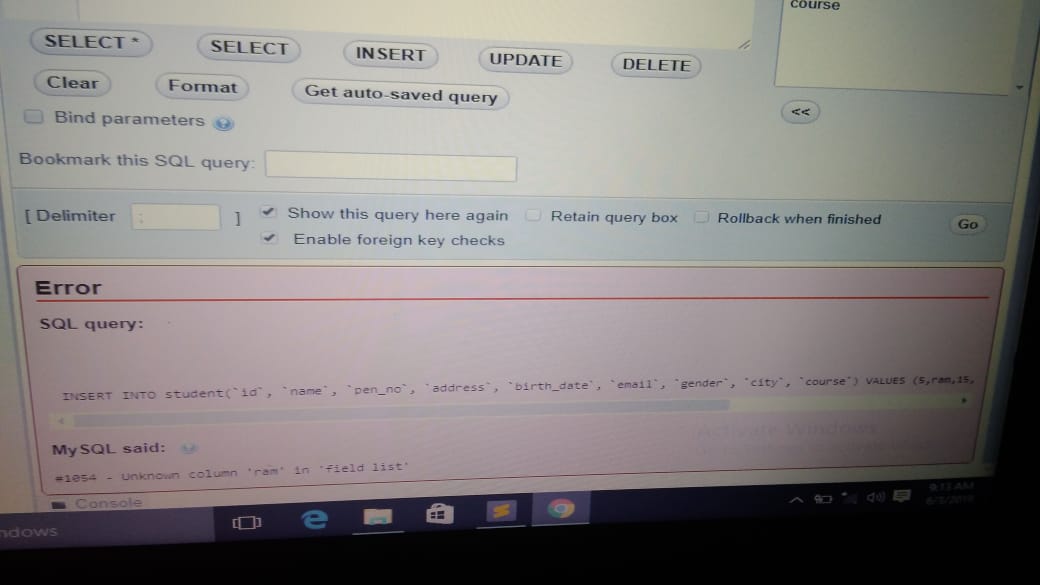 course
SELECT * SELECT INSERT UPDATE DELETE
Clear Format Get auto-saved query
<<
Bind parameters
Bookmark this SQL query:
[ Delimiter ; ] Show this query here again Retain query box Rollback when finished Go
Enable foreign key checks
Error
SQL query:
INSERT INTO student(`id`, `name`, `pen_no`, `address`, `birth_date`, `email`, `gender`, `city`, `course`) VALUES (5,ram,15,
Activate Windows
MySQL said:
#1054 - Unknown column 'ram' in 'field list'
Console
ndows
9:13 AM